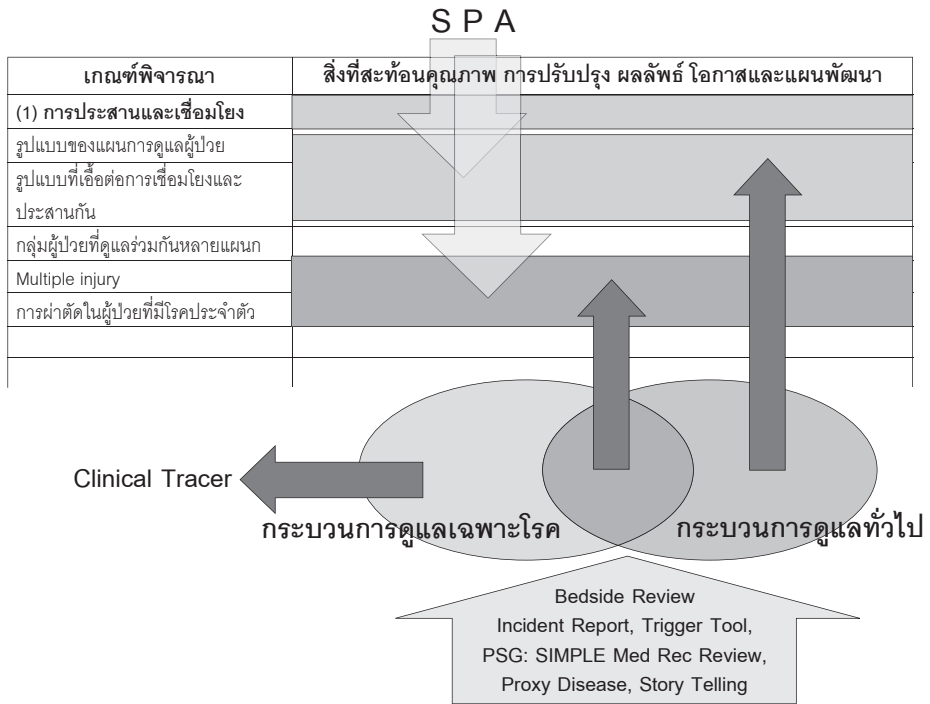 S P A
เกณฑ์พิจารณา
สิ่งที่สะท้อนคุณภาพ การปรับปรุง ผลลัพธ์ โอกาสและแผนพัฒนา
(1) การประสานและเชื่อมโยง
รูปแบบของแผนการดูแลผู้ป่วย
รูปแบบที่เอื้อต่อการเชื่อมโยงและ
ประสานกัน
กลุ่มผู้ป่วยที่ดูแลร่วมกันหลายแผนก
Multiple injury
การผ่าตัดในผู้ป่วยที่มีโรคประจำตัว
Clinical Tracer
กระบวนการดูแลเฉพาะโรค
กระบวนการดูแลทั่วไป
Bedside Review
Incident Report, Trigger Tool,
PSG: SIMPLE Med Rec Review,
Proxy Disease, Story Telling